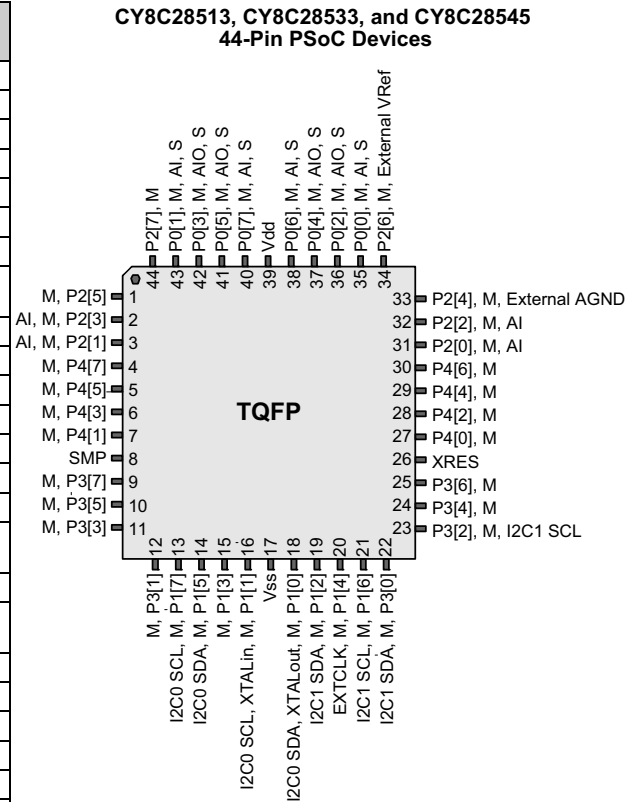 CY8C28513, CY8C28533, and CY8C28545
44-Pin PSoC Devices
P2[7], M
P0[1], M, AI, S
P0[3], M, AIO, S
P0[5], M, AIO, S
P0[7], M, AI, S
Vdd
P0[6], M, AI, S
P0[4], M, AIO, S
P0[2], M, AIO, S
P0[0], M, AI, S
P2[6], M, External VRef
44
43
42
41
40
39
38
37
36
35
34
M, P2[5] 1
AI, M, P2[3] 2
AI, M, P2[1] 3
M, P4[7] 4
M, P4[5] 5
M, P4[3] 6
M, P4[1] 7
SMP 8
M, P3[7] 9
M, P3[5] 10
M, P3[3] 11
TQFP
33 P2[4], M, External AGND
32 P2[2], M, AI
31 P2[0], M, AI
30 P4[6], M
29 P4[4], M
28 P4[2], M
27 P4[0], M
26 XRES
25 P3[6], M
24 P3[4], M
23 P3[2], M, I2C1 SCL
12
13
14
15
16
17
18
19
20
21
22
M, P3[1]
I2C0 SCL, M, P1[7]
I2C0 SDA, M, P1[5]
M, P1[3]
I2C0 SCL, XTALin, M, P1[1]
Vss
I2C0 SDA, XTALout, M, P1[0]
I2C1 SDA, M, P1[2]
EXTCLK, M, P1[4]
I2C1 SCL, M, P1[6]
I2C1 SDA, M, P3[0]